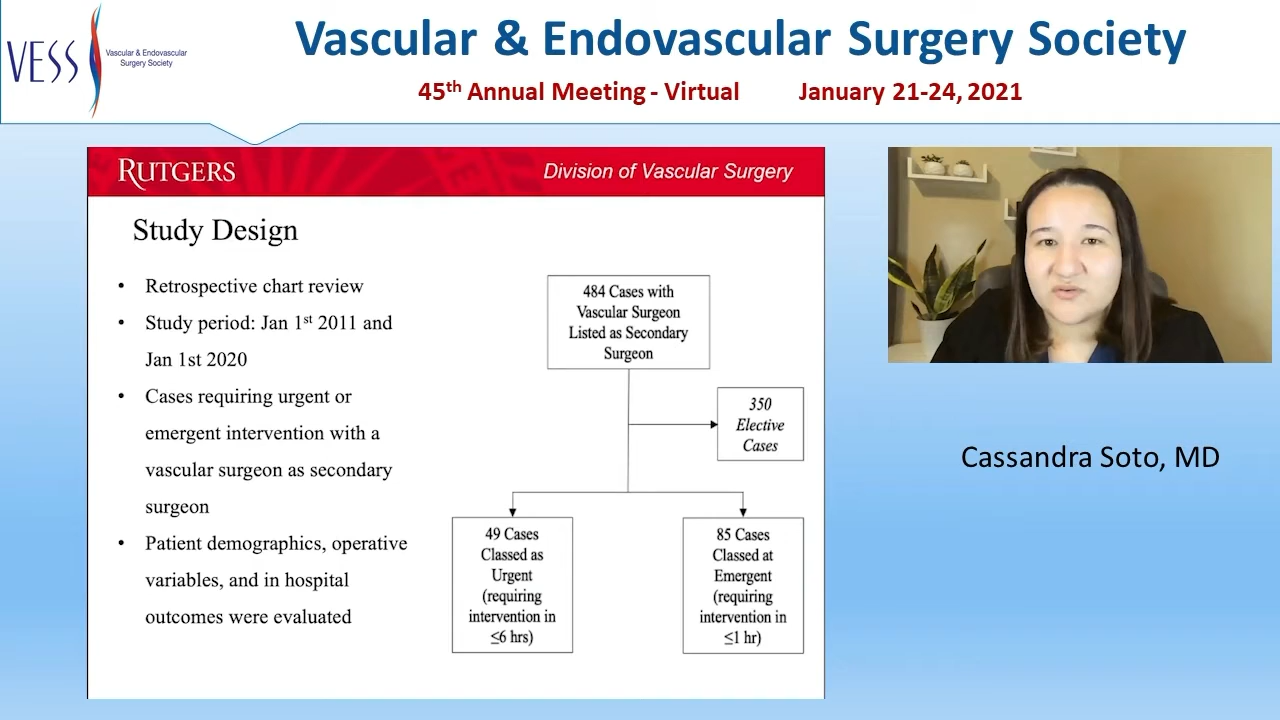 VESS
Vascular & Endovascular
Surgery Society
Vascular & Endovascular Surgery Society
45th Annual Meeting - Virtual January 21-24, 2021
RUTGERS
Division of Vascular Surgery
Study Design
• Retrospective chart review
• Study period: Jan 1st 2011 and
Jan 1st 2020
• Cases requiring urgent or
emergent intervention with a
vascular surgeon as secondary
surgeon
• Patient demographics, operative
variables, and in hospital
outcomes were evaluated
484 Cases with
Vascular Surgeon
Listed as Secondary
Surgeon
350
Elective
Cases
49 Cases
Classed as
Urgent
(requiring
intervention in
≤6 hrs)
85 Cases
Classed at
Emergent
(requiring
intervention in
≤1 hr)
Cassandra Soto, MD